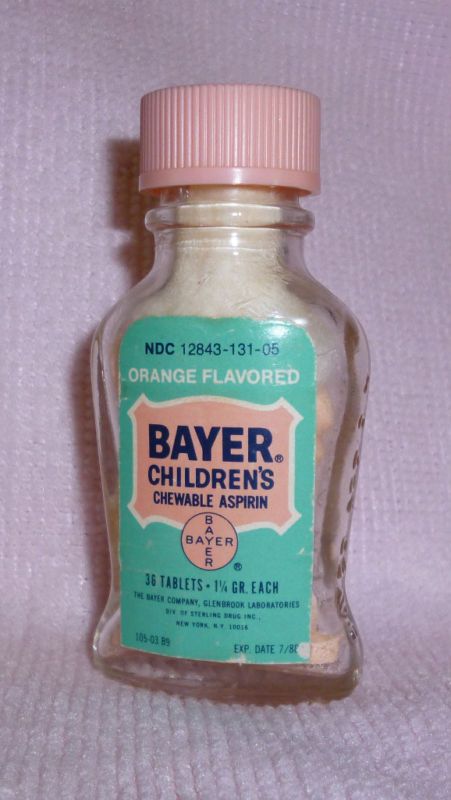 NDC 12843-131-05
ORANGE FLAVORED
BAYER®
CHILDREN'S
CHEWABLE ASPIRIN
BAYER
BAYER
®
36 TABLETS • 1¼ GR. EACH
THE BAYER COMPANY, GLENBROOK LABORATORIES
DIV. OF STERLING DRUG INC.,
NEW YORK, N.Y. 10016
105-03 B9
EXP. DATE 7/8